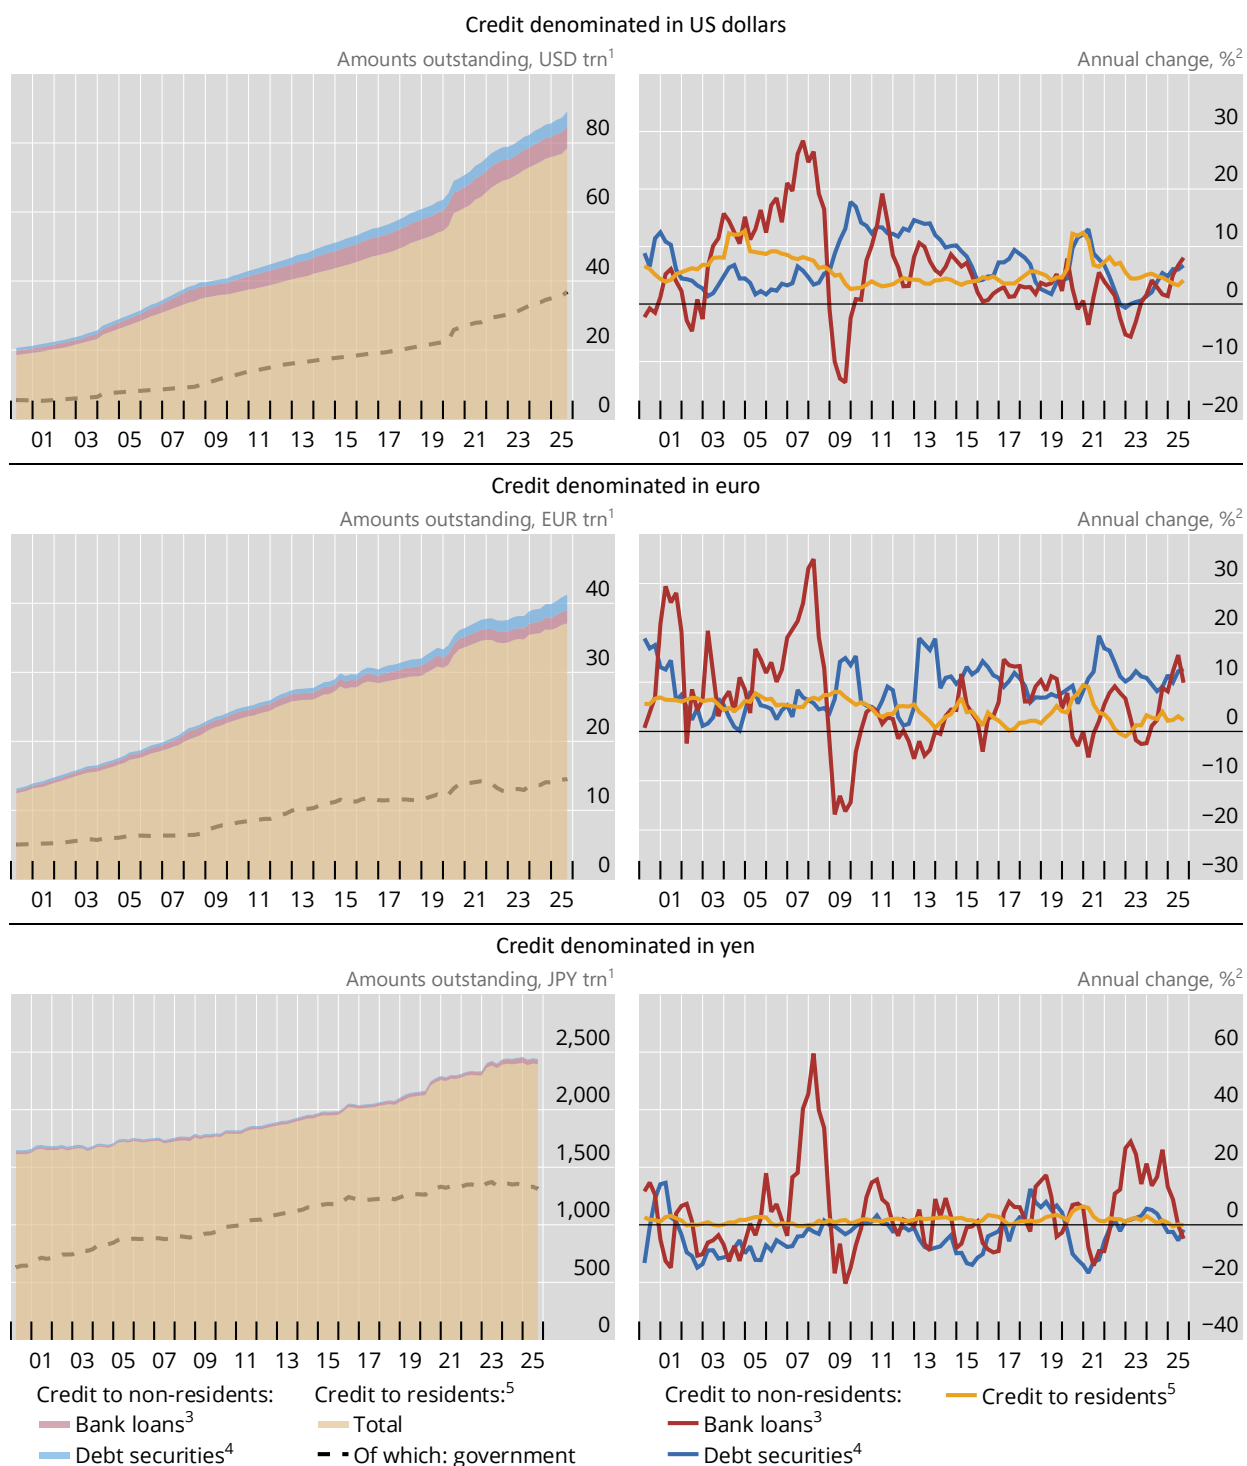 Credit denominated in US dollars
Amounts outstanding, USD trn1
Annual change, %2
80
60
40
20
0
01 03 05 07 09 11 13 15 17 19 21 23 25
30
20
10
0
−10
−20
01 03 05 07 09 11 13 15 17 19 21 23 25
Credit denominated in euro
Amounts outstanding, EUR trn1
Annual change, %2
40
30
20
10
0
01 03 05 07 09 11 13 15 17 19 21 23 25
30
20
10
0
−10
−20
−30
01 03 05 07 09 11 13 15 17 19 21 23 25
Credit denominated in yen
Amounts outstanding, JPY trn1
Annual change, %2
2,500
2,000
1,500
1,000
500
0
01 03 05 07 09 11 13 15 17 19 21 23 25
60
40
20
0
−20
−40
01 03 05 07 09 11 13 15 17 19 21 23 25
Credit to non-residents:
Bank loans3
Debt securities4
Credit to residents:5
Total
Of which: government
Credit to non-residents:
Bank loans3
Debt securities4
Credit to residents5